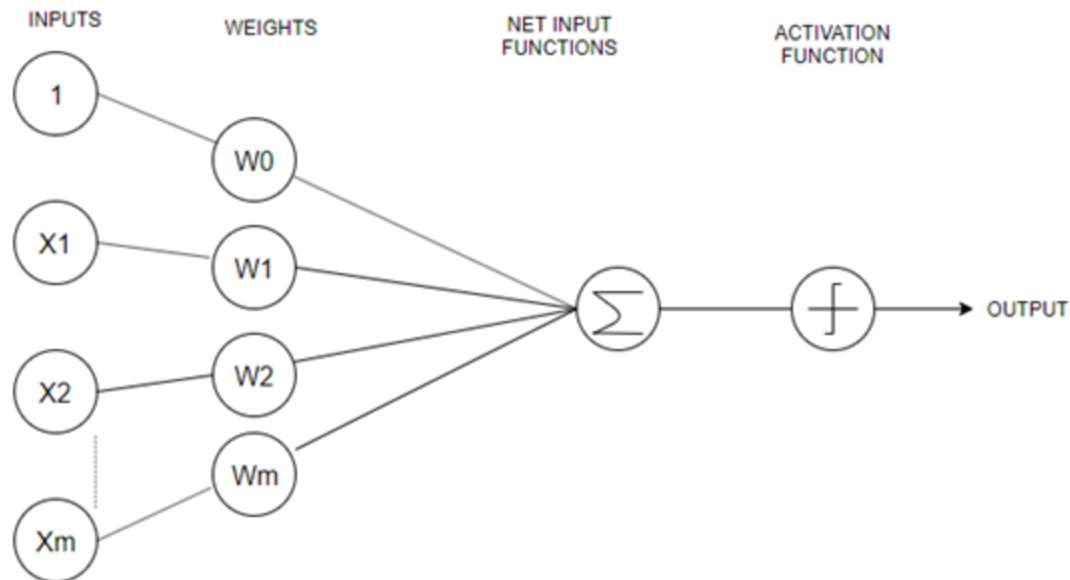 INPUTS
WEIGHTS
NET INPUT
FUNCTIONS
ACTIVATION
FUNCTION
1
W0
X1
W1
X2
W2
Xm
Wm
Σ
OUTPUT